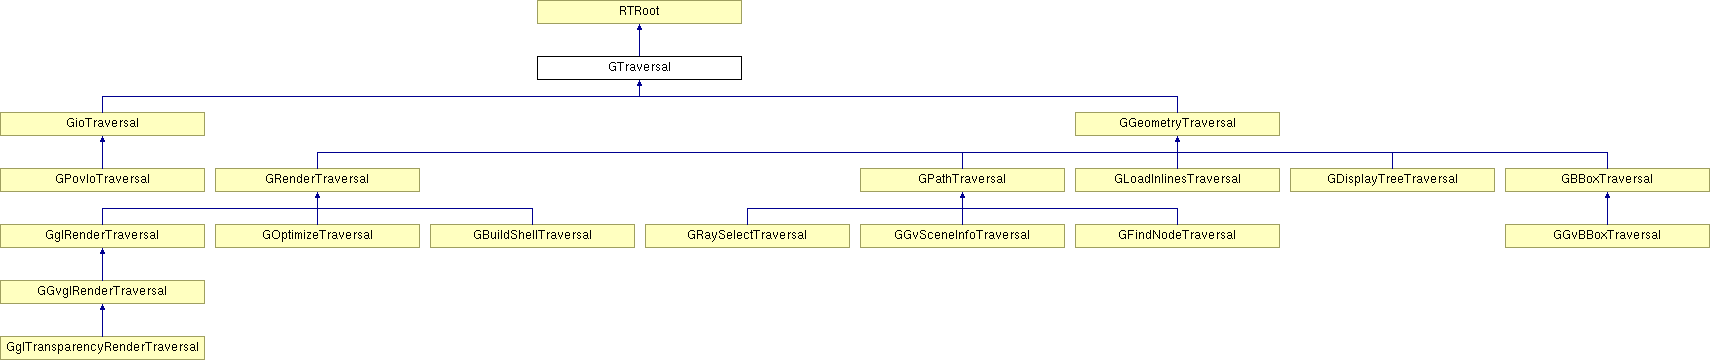 RTRoot
GTraversal
GioTraversal
GGeometryTraversal
GPovIoTraversal
GRenderTraversal
GPathTraversal
GLoadInlinesTraversal
GDisplayTreeTraversal
GBBoxTraversal
GglRenderTraversal
GOptimizeTraversal
GBuildShellTraversal
GRaySelectTraversal
GGvSceneInfoTraversal
GFindNodeTraversal
GGvBBoxTraversal
GGvglRenderTraversal
GglTransparencyRenderTraversal